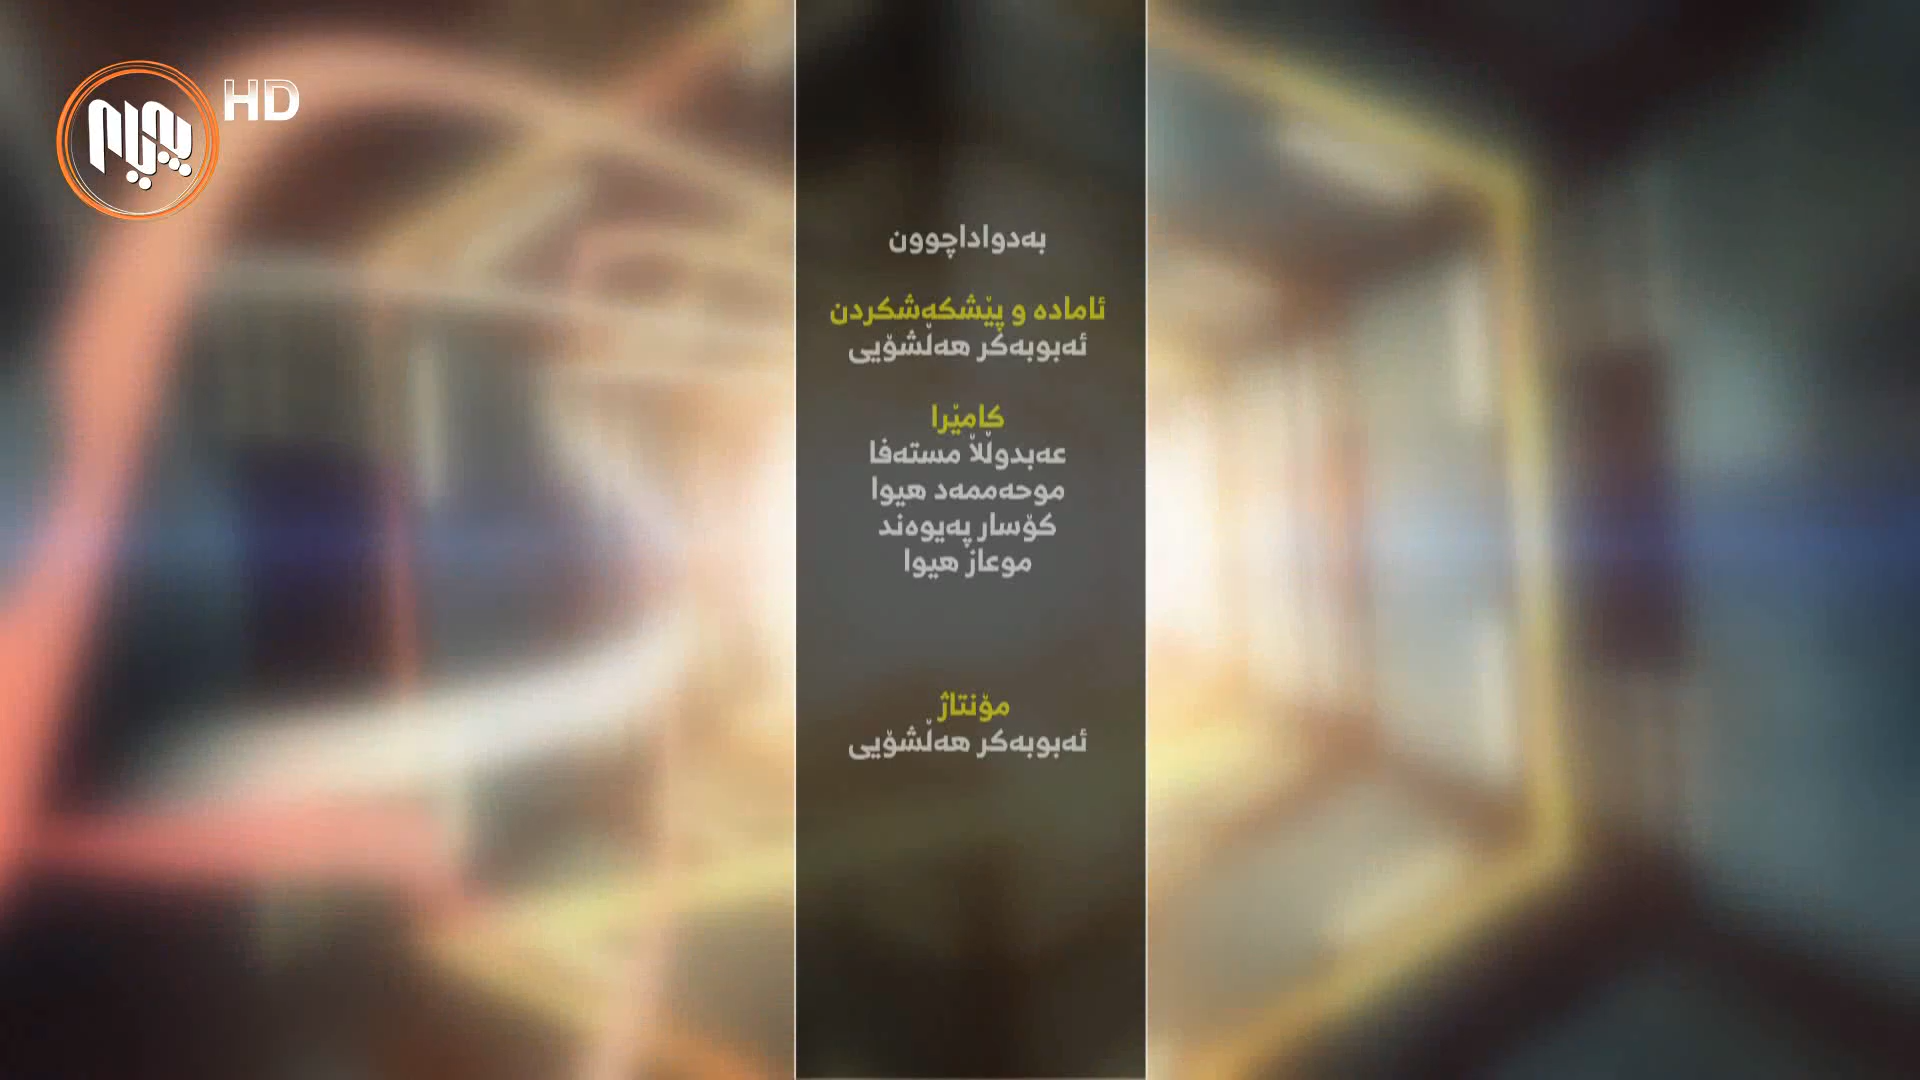 پەیام
HD
بەدواداچوون
ئامادە و پێشکەشکردن
ئەبوبەکر هەڵشۆیی
کامێرا
عەبدوڵڵا مستەفا
موحەممەد هیوا
کۆسار پەیوەند
موعاز هیوا
مۆنتاژ
ئەبوبەکر هەڵشۆیی